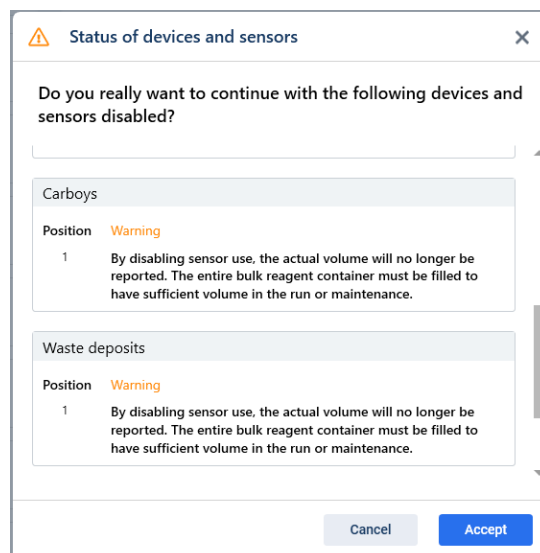 Status of devices and sensors
Do you really want to continue with the following devices and
sensors disabled?
Carboys
Position Warning
1 By disabling sensor use, the actual volume will no longer be
reported. The entire bulk reagent container must be filled to
have sufficient volume in the run or maintenance.
Waste deposits
Position Warning
1 By disabling sensor use, the actual volume will no longer be
reported. The entire bulk reagent container must be filled to
have sufficient volume in the run or maintenance.
Cancel Accept